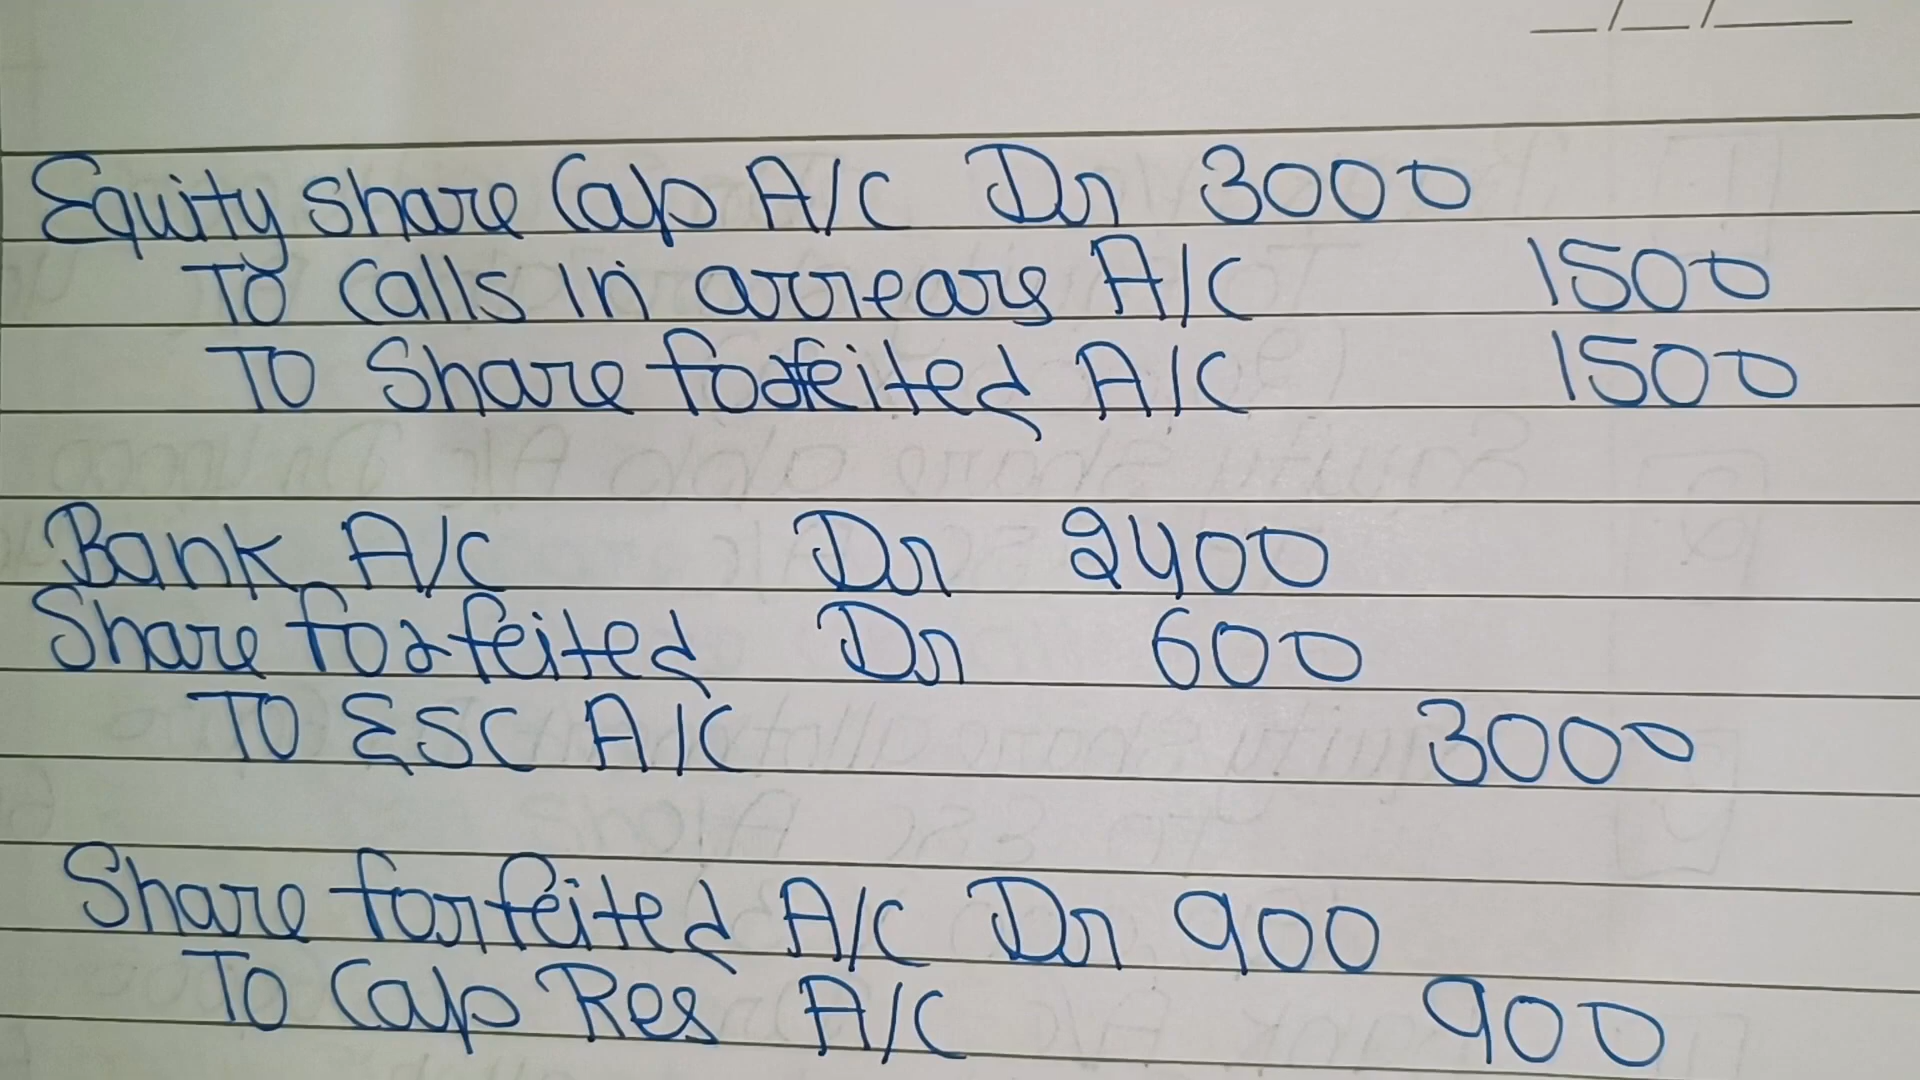 Equity Share Cap A/C Dr 3000
To Calls in arrears A/C 1500
To Share forfeited A/C 1500
Bank A/C Dr 2400
Share forfeited Dr 600
To ESC A/C 3000
Share forfeited A/C Dr 900
To Cap Res A/C 900